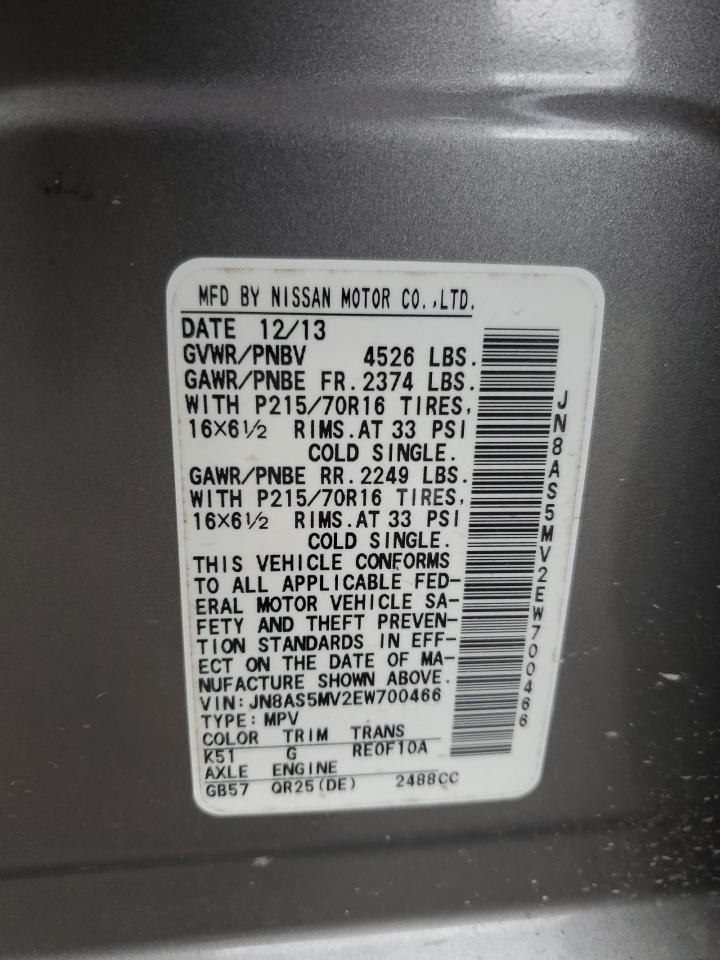 MFD BY NISSAN MOTOR CO.,LTD.
DATE 12/13
GVWR/PNBV 4526 LBS.
GAWR/PNBE FR. 2374 LBS.
WITH P215/70R16 TIRES,
16X6½ RIMS. AT 33 PSI
COLD SINGLE.
GAWR/PNBE RR. 2249 LBS.
WITH P215/70R16 TIRES,
16X6½ RIMS. AT 33 PSI
COLD SINGLE.
THIS VEHICLE CONFORMS
TO ALL APPLICABLE FED-
ERAL MOTOR VEHICLE SA-
FETY AND THEFT PREVEN-
TION STANDARDS IN EFF-
ECT ON THE DATE OF MA-
NUFACTURE SHOWN ABOVE.
VIN: JN8AS5MV2EW700466
TYPE: MPV
COLOR TRIM TRANS
K51 G RE0F10A
AXLE ENGINE
GB57 QR25(DE) 2488CC
JN8AS5MV2EW700466